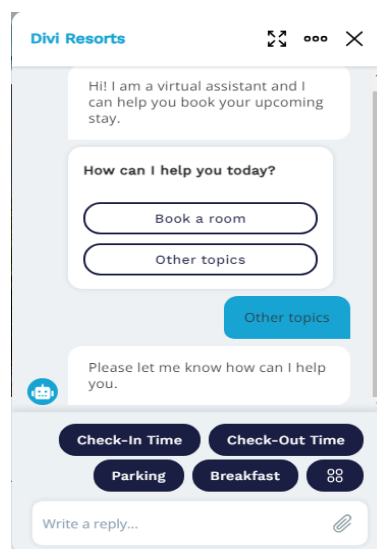 Divi Resorts
Hi! I am a virtual assistant and I
can help you book your upcoming
stay.
How can I help you today?
Book a room
Other topics
Other topics
Please let me know how can I help
you.
Check-In Time
Check-Out Time
Parking
Breakfast
Write a reply...